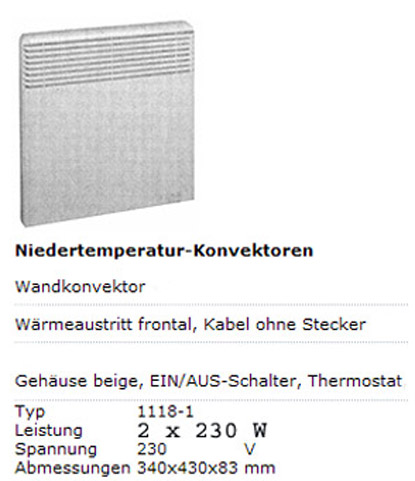 Niedertemperatur-Konvektoren
Wandkonvektor
Wärmeaustritt frontal, Kabel ohne Stecker
Gehäuse beige, EIN/AUS-Schalter, Thermostat
Typ 1118-1
Leistung 2 x 230 W
Spannung 230 V
Abmessungen 340x430x83 mm